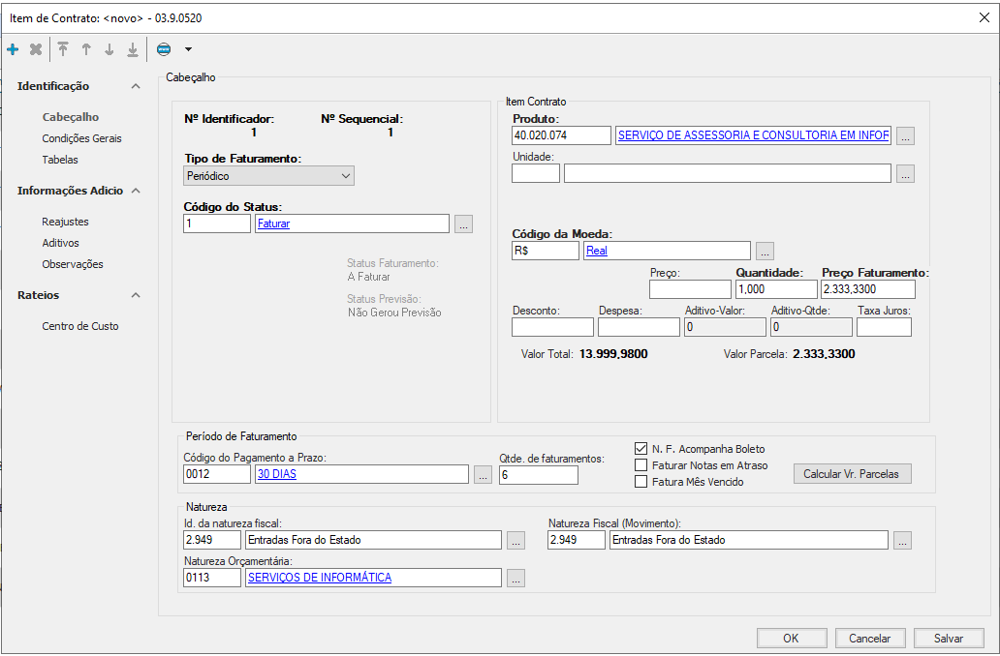 Item de Contrato: <novo> - 03.9.0520
Identificação
Cabeçalho
Condições Gerais
Tabelas
Informações Adicio
Reajustes
Aditivos
Observações
Rateios
Centro de Custo
Cabeçalho
Nº Identificador: Nº Sequencial:
1 1
Tipo de Faturamento:
Periódico
Código do Status:
1 Faturar ...
Status Faturamento:
A Faturar
Status Previsão:
Não Gerou Previsão
Item Contrato
Produto:
40.020.074 SERVIÇO DE ASSESSORIA E CONSULTORIA EM INFOR ...
Unidade:
...
Código da Moeda:
R$ Real ...
Preço: Quantidade: Preço Faturamento:
1,000 2.333,3300
Desconto: Despesa: Aditivo-Valor: Aditivo-Qtde: Taxa Juros:
0 0
Valor Total: 13.999,9800 Valor Parcela: 2.333,3300
Período de Faturamento
Código do Pagamento a Prazo: Qtde. de faturamentos:
0012 30 DIAS ... 6
N. F. Acompanha Boleto
Faturar Notas em Atraso
Fatura Mês Vencido
Calcular Vr. Parcelas
Natureza
Id. da natureza fiscal: Natureza Fiscal (Movimento):
2.949 Entradas Fora do Estado ... 2.949 Entradas Fora do Estado ...
Natureza Orçamentária:
0113 SERVIÇOS DE INFORMÁTICA ...
OK Cancelar Salvar